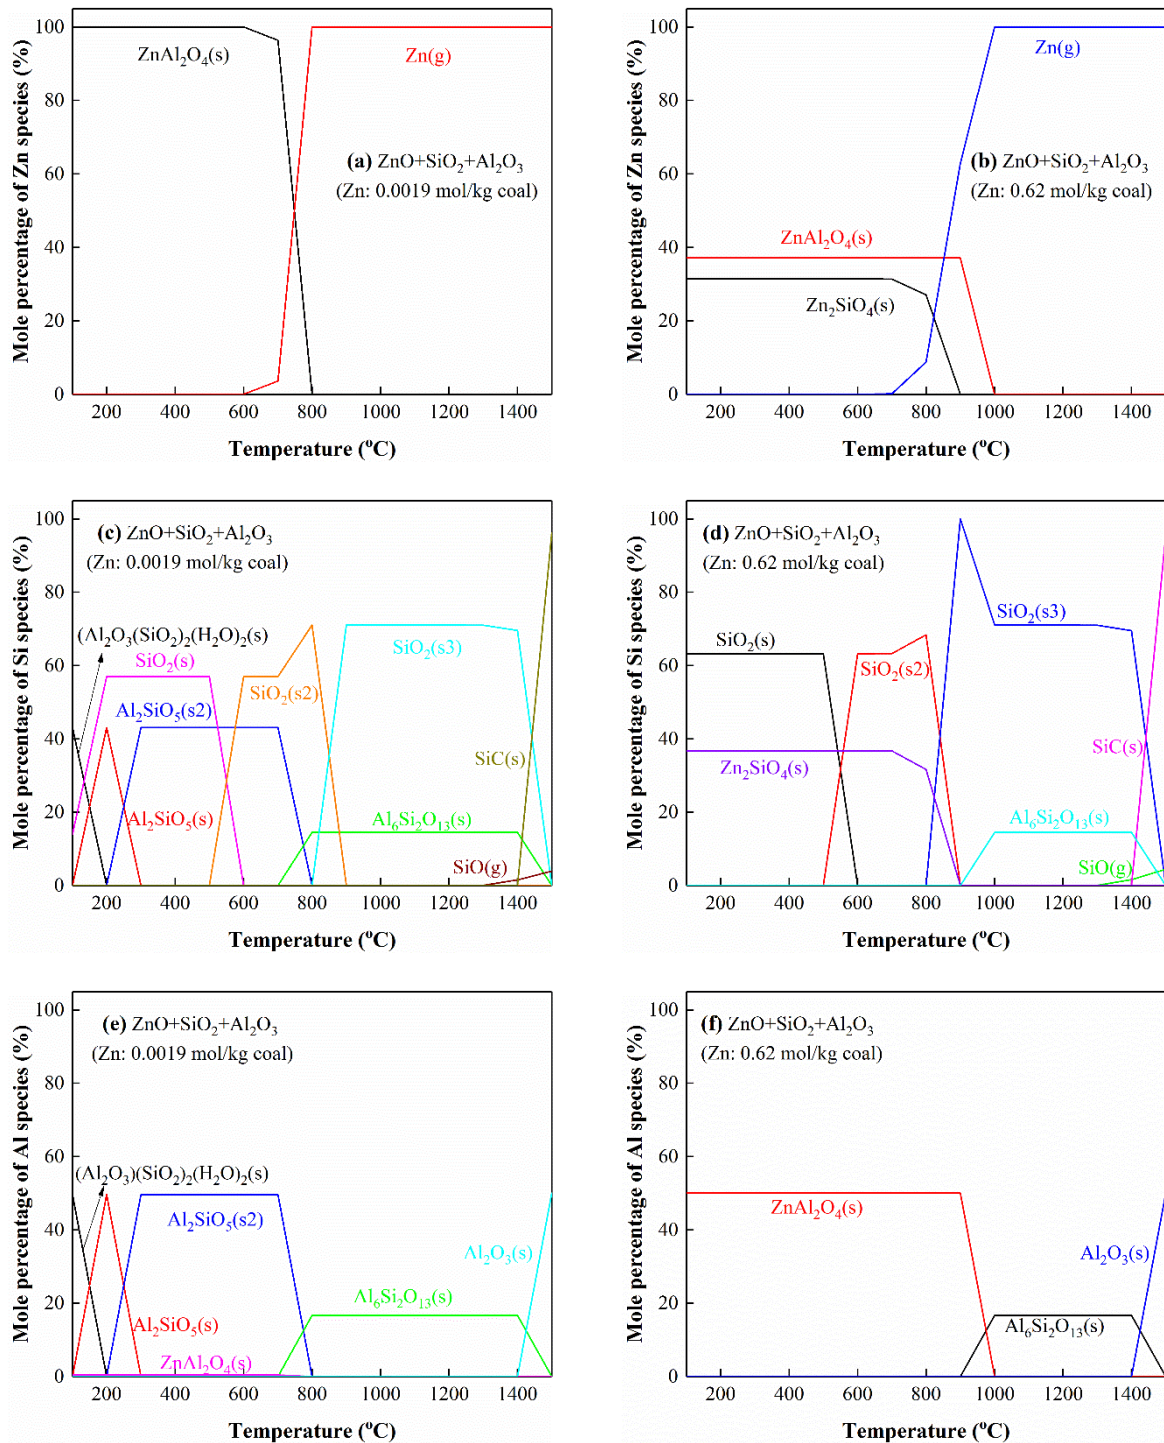 Mole percentage of Zn species (%)
100
80
60
40
20
0
ZnAl₂O₄(s)
Zn(g)
(a) ZnO+SiO₂+Al₂O₃
(Zn: 0.0019 mol/kg coal)
200 400 600 800 1000 1200 1400
Temperature (°C)
Mole percentage of Zn species (%)
100
80
60
40
20
0
Zn(g)
(b) ZnO+SiO₂+Al₂O₃
(Zn: 0.62 mol/kg coal)
ZnAl₂O₄(s)
Zn₂SiO₄(s)
200 400 600 800 1000 1200 1400
Temperature (°C)
Mole percentage of Si species (%)
100
80
60
40
20
0
(c) ZnO+SiO₂+Al₂O₃
(Zn: 0.0019 mol/kg coal)
(Al₂O₃(SiO₂)₂(H₂O)₂(s)
SiO₂(s)
Al₂SiO₅(s2)
SiO₂(s2)
SiO₂(s3)
SiC(s)
Al₂SiO₅(s)
Al₆Si₂O₁₃(s)
SiO(g)
200 400 600 800 1000 1200 1400
Temperature (°C)
Mole percentage of Si species (%)
100
80
60
40
20
0
(d) ZnO+SiO₂+Al₂O₃
(Zn: 0.62 mol/kg coal)
SiO₂(s3)
SiO₂(s)
SiO₂(s2)
Zn₂SiO₄(s)
SiC(s)
Al₆Si₂O₁₃(s)
SiO(g)
200 400 600 800 1000 1200 1400
Temperature (°C)
Mole percentage of Al species (%)
100
80
60
40
20
0
(e) ZnO+SiO₂+Al₂O₃
(Zn: 0.0019 mol/kg coal)
(Al₂O₃)(SiO₂)₂(H₂O)₂(s)
Al₂SiO₅(s2)
Al₂O₃(s)
Al₆Si₂O₁₃(s)
Al₂SiO₅(s)
ZnAl₂O₄(s)
200 400 600 800 1000 1200 1400
Temperature (°C)
Mole percentage of Al species (%)
100
80
60
40
20
0
(f) ZnO+SiO₂+Al₂O₃
(Zn: 0.62 mol/kg coal)
ZnAl₂O₄(s)
Al₂O₃(s)
Al₆Si₂O₁₃(s)
200 400 600 800 1000 1200 1400
Temperature (°C)